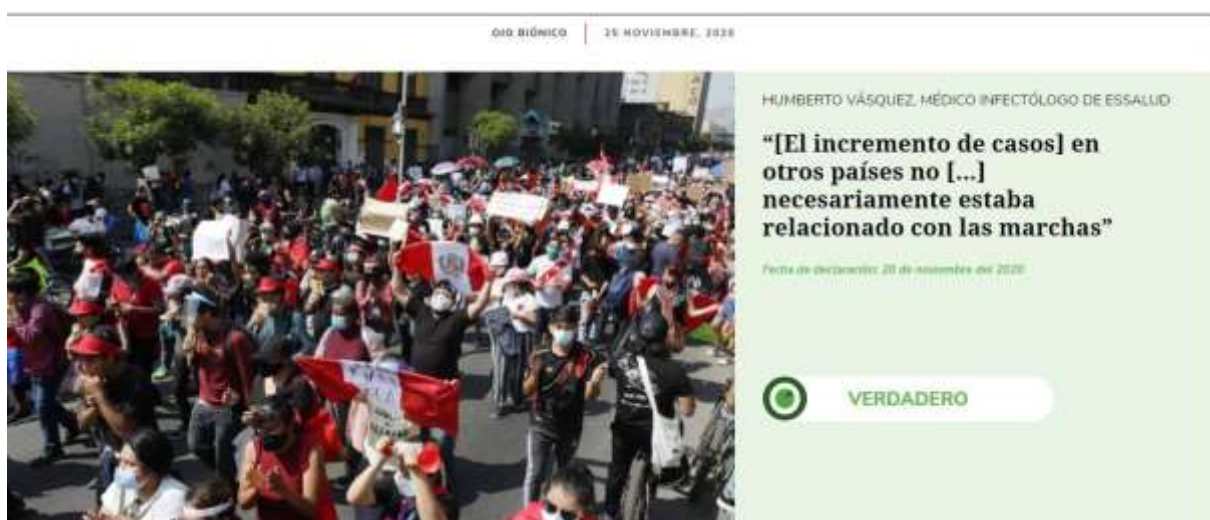 OJO BIÓNICO | 25 NOVIEMBRE, 2020
HUMBERTO VÁSQUEZ, MÉDICO INFECTÓLOGO DE ESSALUD
“[El incremento de casos] en
otros países no [...]
necesariamente estaba
relacionado con las marchas”
Fecha de declaración: 20 de noviembre del 2020
VERDADERO